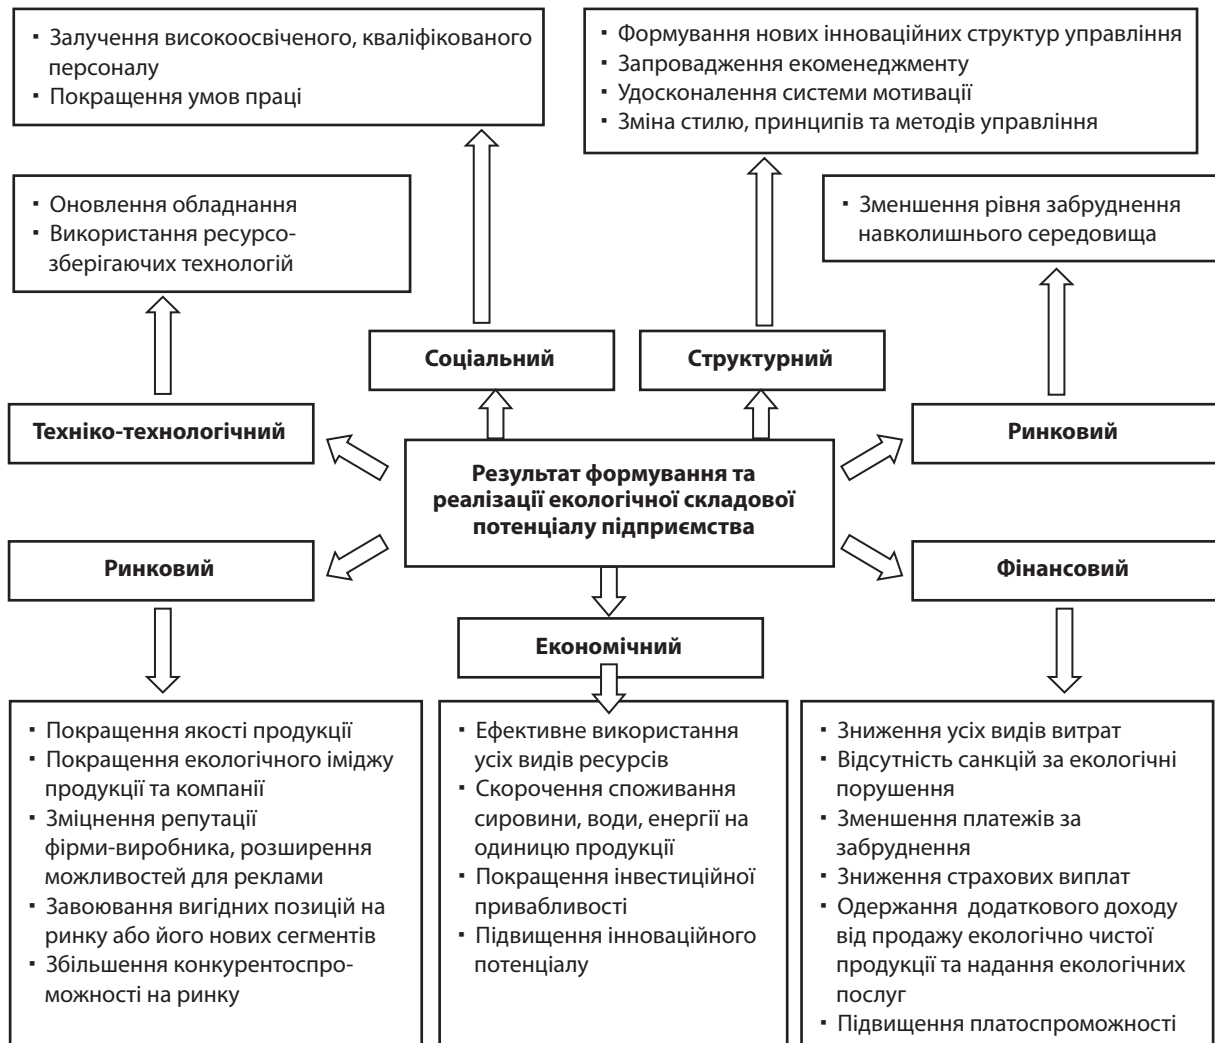 ▪ Залучення високоосвіченого, кваліфікованого
персоналу
▪ Покращення умов праці
▪ Формування нових інноваційних структур управління
▪ Запровадження екоменеджменту
▪ Удосконалення системи мотивації
▪ Зміна стилю, принципів та методів управління
▪ Оновлення обладнання
▪ Використання ресурсо-
зберігаючих технологій
▪ Зменшення рівня забруднення
навколишнього середовища
Соціальний
Структурний
Техніко-технологічний
Ринковий
Результат формування та
реалізації екологічної складової
потенціалу підприємства
Ринковий
Фінансовий
Економічний
▪ Покращення якості продукції
▪ Покращення екологічного іміджу
продукції та компанії
▪ Зміцнення репутації
фірми-виробника, розширення
можливостей для реклами
▪ Завоювання вигідних позицій на
ринку або його нових сегментів
▪ Збільшення конкурентоспро-
можності на ринку
▪ Ефективне використання
усіх видів ресурсів
▪ Скорочення споживання
сировини, води, енергії на
одиницю продукції
▪ Покращення інвестиційної
привабливості
▪ Підвищення інноваційного
потенціалу
▪ Зниження усіх видів витрат
▪ Відсутність санкцій за екологічні
порушення
▪ Зменшення платежів за
забруднення
▪ Зниження страхових виплат
▪ Одержання додаткового доходу
від продажу екологічно чистої
продукції та надання екологічних
послуг
▪ Підвищення платоспроможності